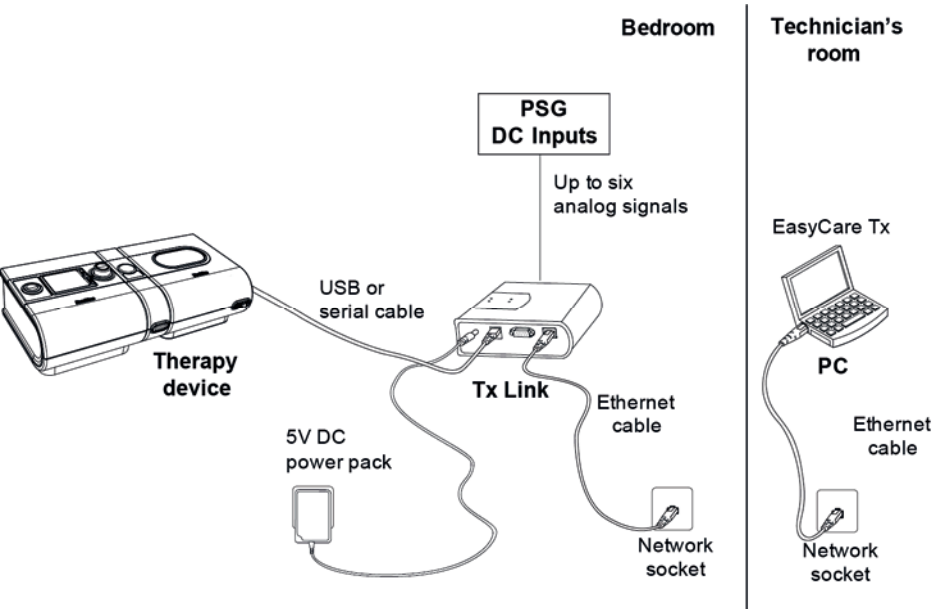 Bedroom
Technician's
room
PSG
DC Inputs
Up to six
analog signals
EasyCare Tx
USB or
serial cable
Therapy
device
Tx Link
PC
Ethernet
cable
Ethernet
cable
5V DC
power pack
Network
socket
Network
socket